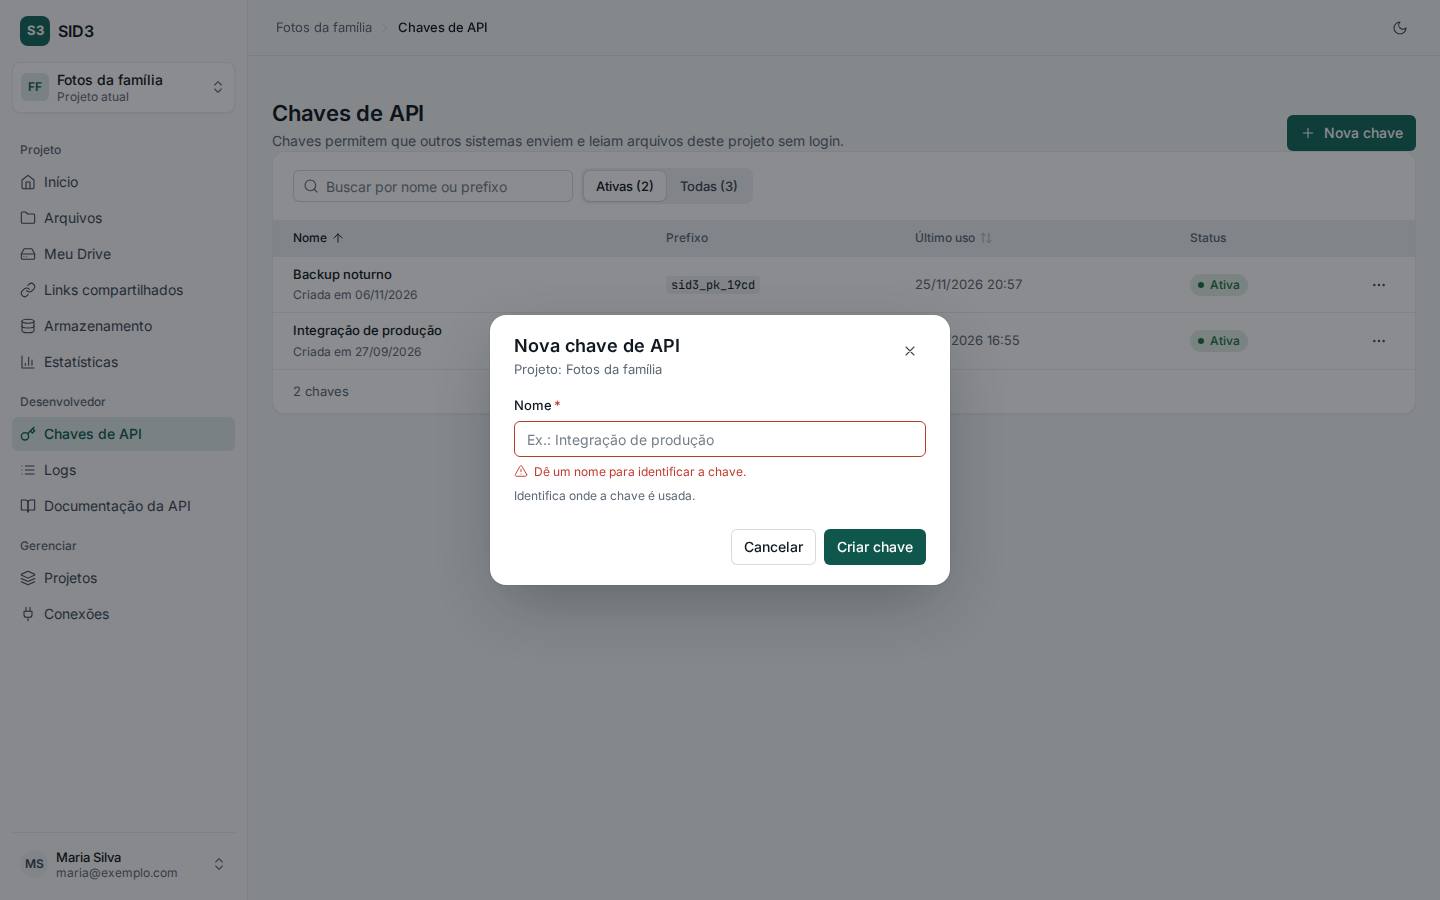 S3 SID3
FF Fotos da família
Projeto atual
Projeto
Início
Arquivos
Meu Drive
Links compartilhados
Armazenamento
Estatísticas
Desenvolvedor
Chaves de API
Logs
Documentação da API
Gerenciar
Projetos
Conexões
MS Maria Silva
maria@exemplo.com
Fotos da família Chaves de API
Chaves de API
Chaves permitem que outros sistemas enviem e leiam arquivos deste projeto sem login.
Nova chave
Buscar por nome ou prefixo Ativas (2) Todas (3)
Nome Prefixo Último uso Status
Backup noturno
Criada em 06/11/2026
sid3_pk_19cd 25/11/2026 20:57 Ativa
Integração de produção
Criada em 27/09/2026
2026 16:55 Ativa
2 chaves
Nova chave de API
Projeto: Fotos da família
Nome *
Ex.: Integração de produção
Dê um nome para identificar a chave.
Identifica onde a chave é usada.
Cancelar Criar chave